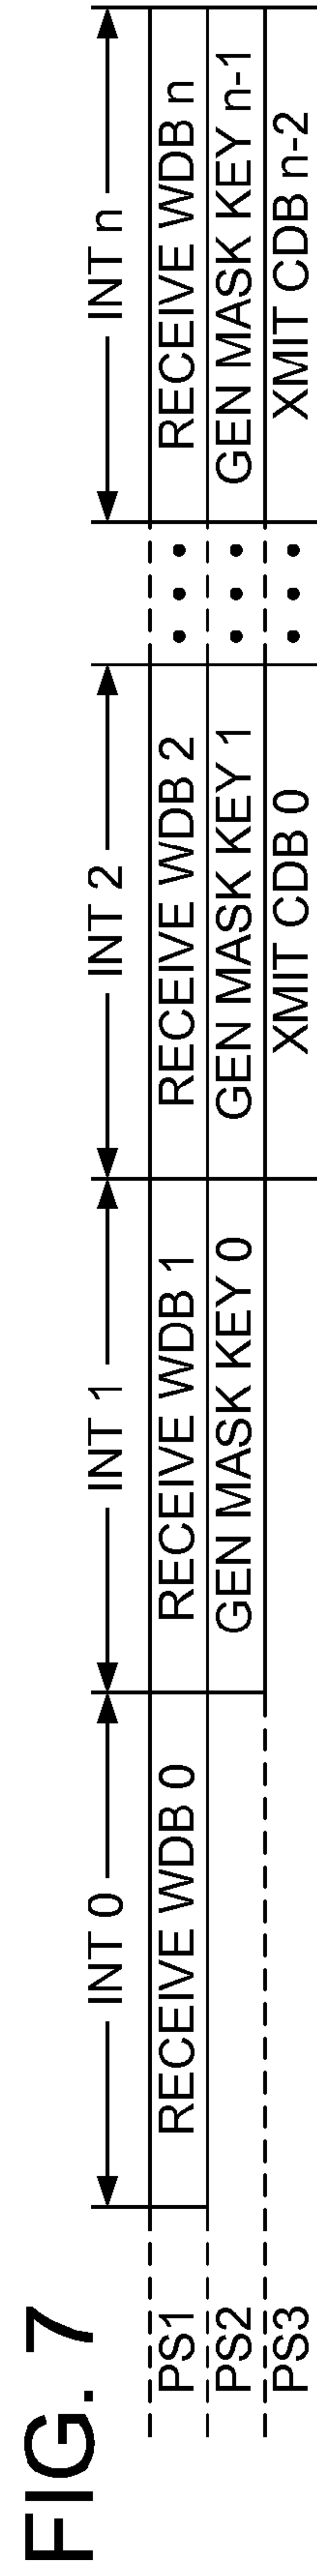 FIG. 7
INT 0 INT 1 INT 2 INT n
PS1 RECEIVE WDB 0 RECEIVE WDB 1 RECEIVE WDB 2 • • • RECEIVE WDB n
PS2 GEN MASK KEY 0 GEN MASK KEY 1 • • • GEN MASK KEY n-1
PS3 XMIT CDB 0 • • • XMIT CDB n-2